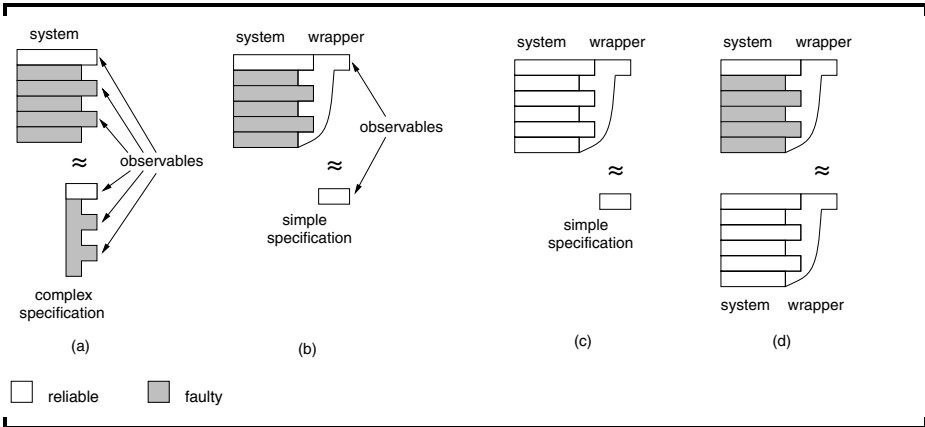 system
observables
≈
complex
specification
(a)
system wrapper
observables
≈
simple
specification
(b)
system wrapper
≈
simple
specification
(c)
system wrapper
≈
system wrapper
(d)
reliable
faulty